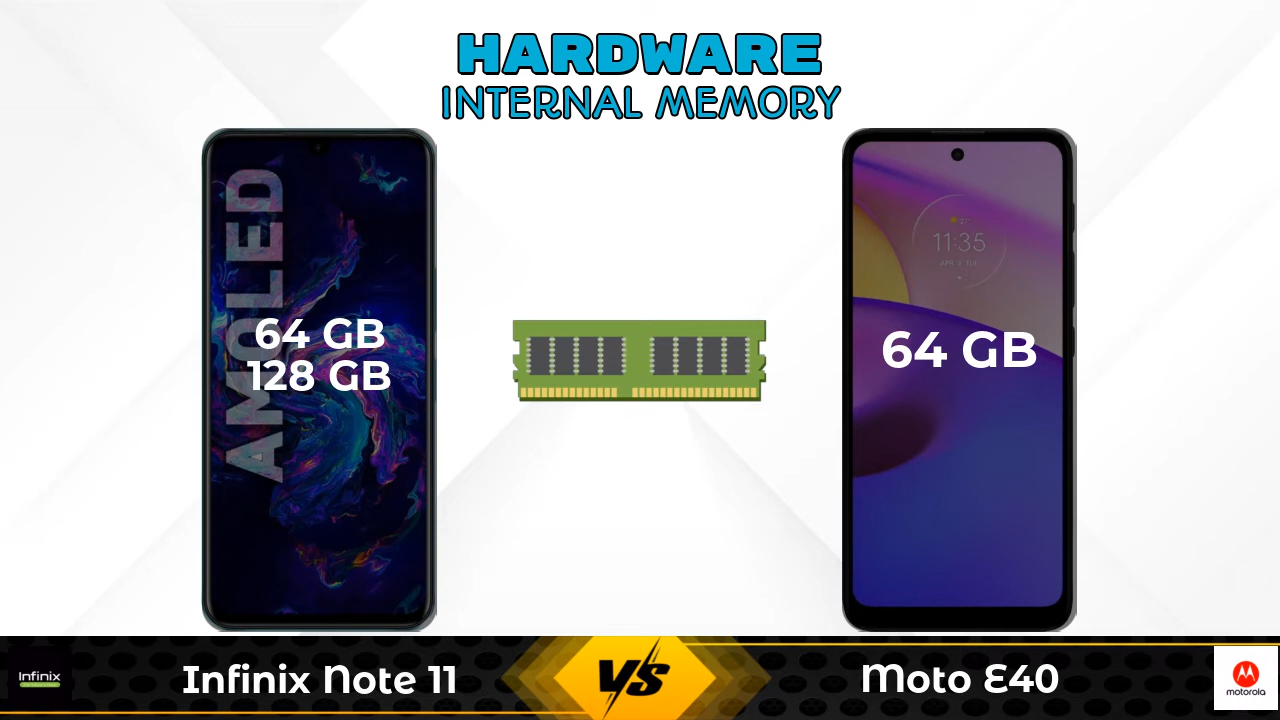 HARDWARE
INTERNAL MEMORY
AMOLED
64 GB
128 GB
27°
11:35
64 GB
Infinix
Infinix Note 11
VS
Moto E40
motorola